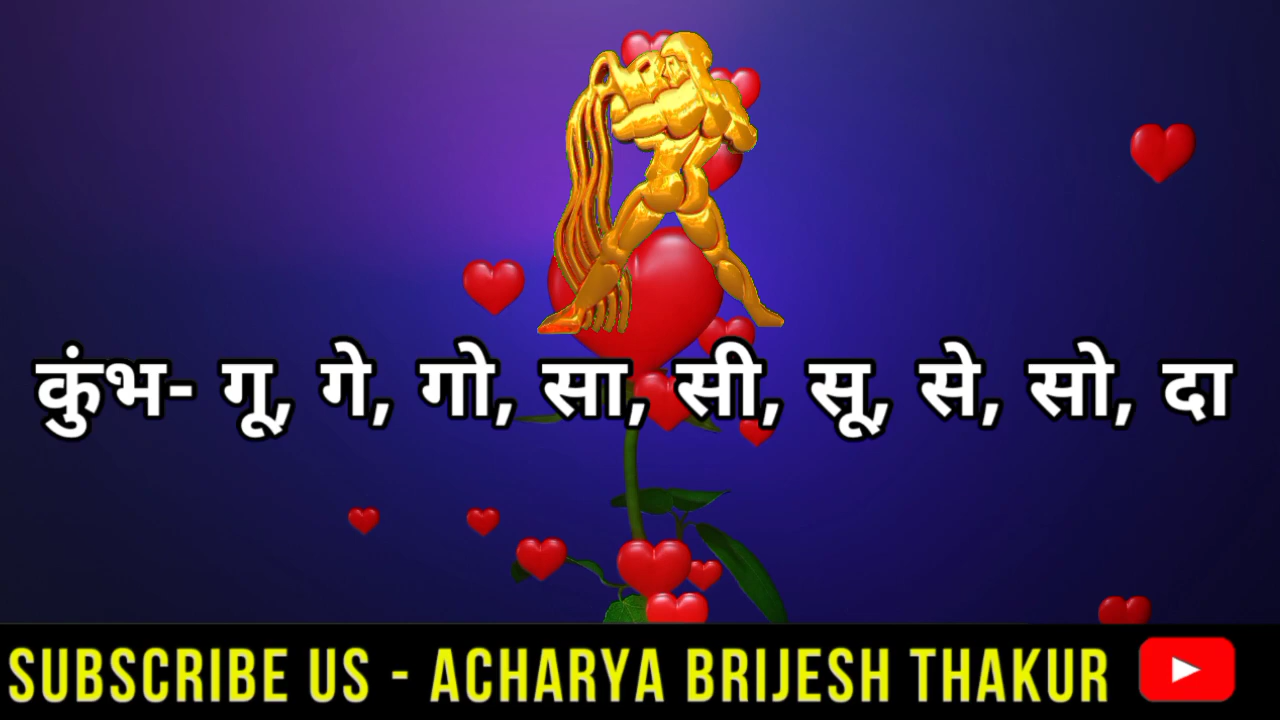 कुंभ- गू, गे, गो, सा, सी, सू, से, सो, दा
SUBSCRIBE US - ACHARYA BRIJESH THAKUR